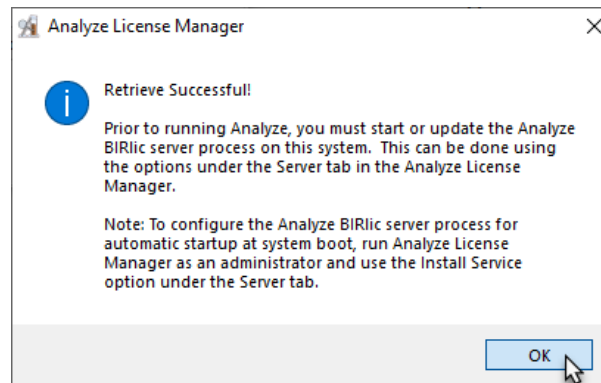 Analyze License Manager
Retrieve Successful!
Prior to running Analyze, you must start or update the Analyze
BIRlic server process on this system.  This can be done using
the options under the Server tab in the Analyze License
Manager.
Note: To configure the Analyze BIRlic server process for
automatic startup at system boot, run Analyze License
Manager as an administrator and use the Install Service
option under the Server tab.
OK